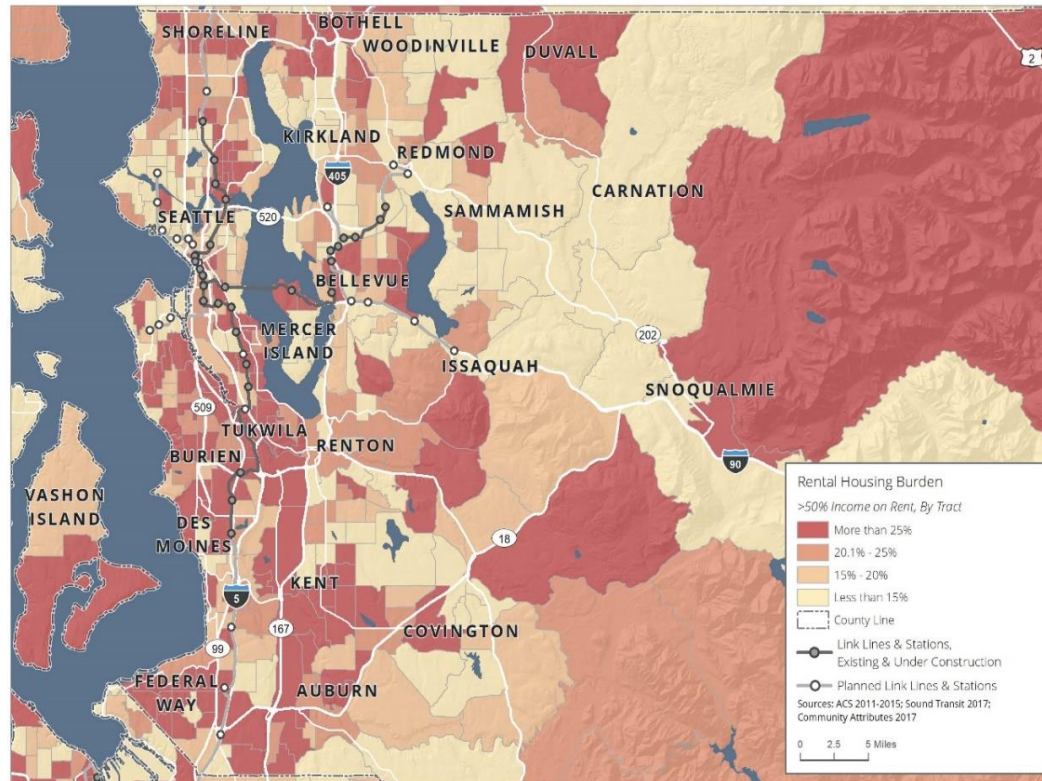 SHORELINE
BOTHELL
WOODINVILLE
DUVALL
2
KIRKLAND
REDMOND
405
CARNATION
SEATTLE
520
SAMMAMISH
BELLEVUE
MERCER
ISLAND
ISSAQUAH
202
SNOQUALMIE
509
TUKWILA
RENTON
BURIEN
90
VASHON
ISLAND
DES
MOINES
18
KENT
5
167
COVINGTON
99
FEDERAL
WAY
AUBURN
Rental Housing Burden
>50% Income on Rent, By Tract
More than 25%
20.1% - 25%
15% - 20%
Less than 15%
County Line
Link Lines & Stations,
Existing & Under Construction
Planned Link Lines & Stations
Sources: ACS 2011-2015; Sound Transit 2017;
Community Attributes 2017
0 2.5 5 Miles